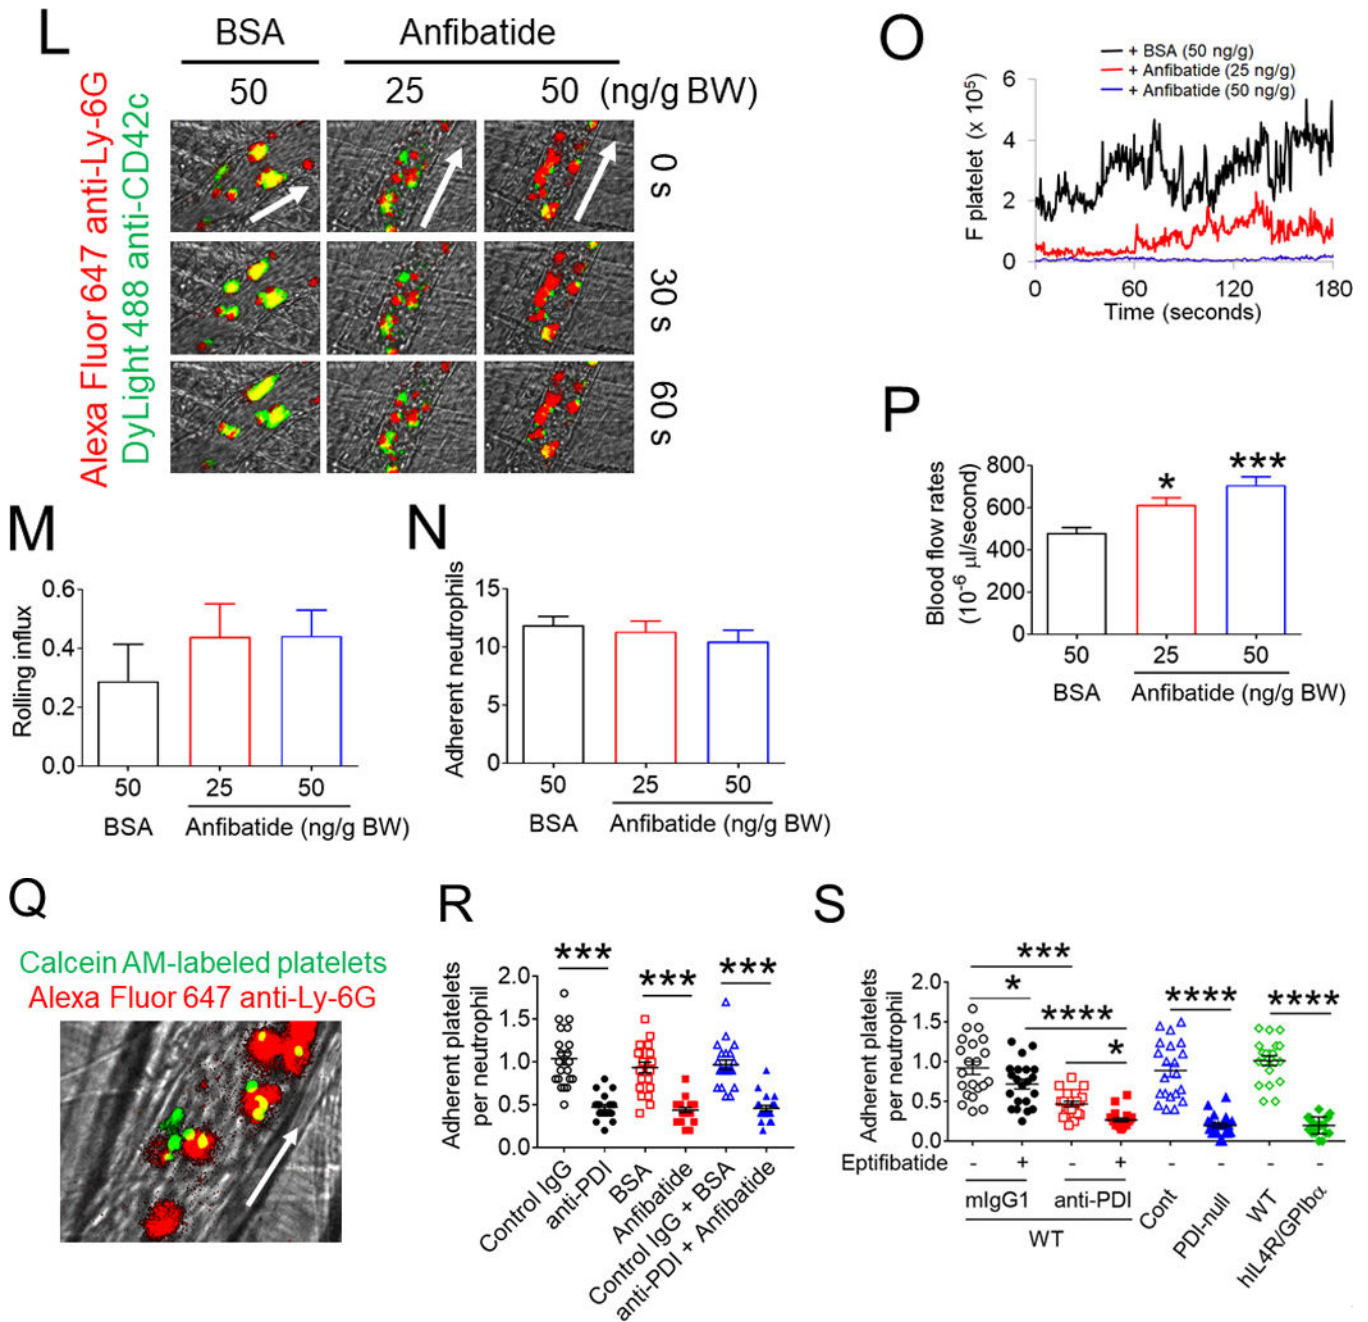 L
BSA Anfibatide
50 25 50 (ng/g BW)
Alexa Fluor 647 anti-Ly-6G
DyLight 488 anti-CD42c
0 s
30 s
60 s
O
+ BSA (50 ng/g)
+ Anfibatide (25 ng/g)
+ Anfibatide (50 ng/g)
F platelet (x 10⁵)
6
4
2
0
0 60 120 180
Time (seconds)
P
Blood flow rates
(10⁻⁶ µl/second)
800
600
400
200
0
* ***
50 25 50
BSA Anfibatide (ng/g BW)
M
Rolling influx
0.6
0.4
0.2
0.0
50 25 50
BSA Anfibatide (ng/g BW)
N
Adherent neutrophils
15
10
5
0
50 25 50
BSA Anfibatide (ng/g BW)
Q
Calcein AM-labeled platelets
Alexa Fluor 647 anti-Ly-6G
R
Adherent platelets
per neutrophil
2.0
1.5
1.0
0.5
0.0
*** *** ***
Control IgG
anti-PDI
BSA
Anfibatide
Control IgG + BSA
anti-PDI + Anfibatide
S
Adherent platelets
per neutrophil
2.0
1.5
1.0
0.5
0.0
***
* **** **** ****
*
Eptifibatide - + - + - - - -
mIgG1 anti-PDI
WT
Cont
PDI-null
WT
hIL4R/GPIbα